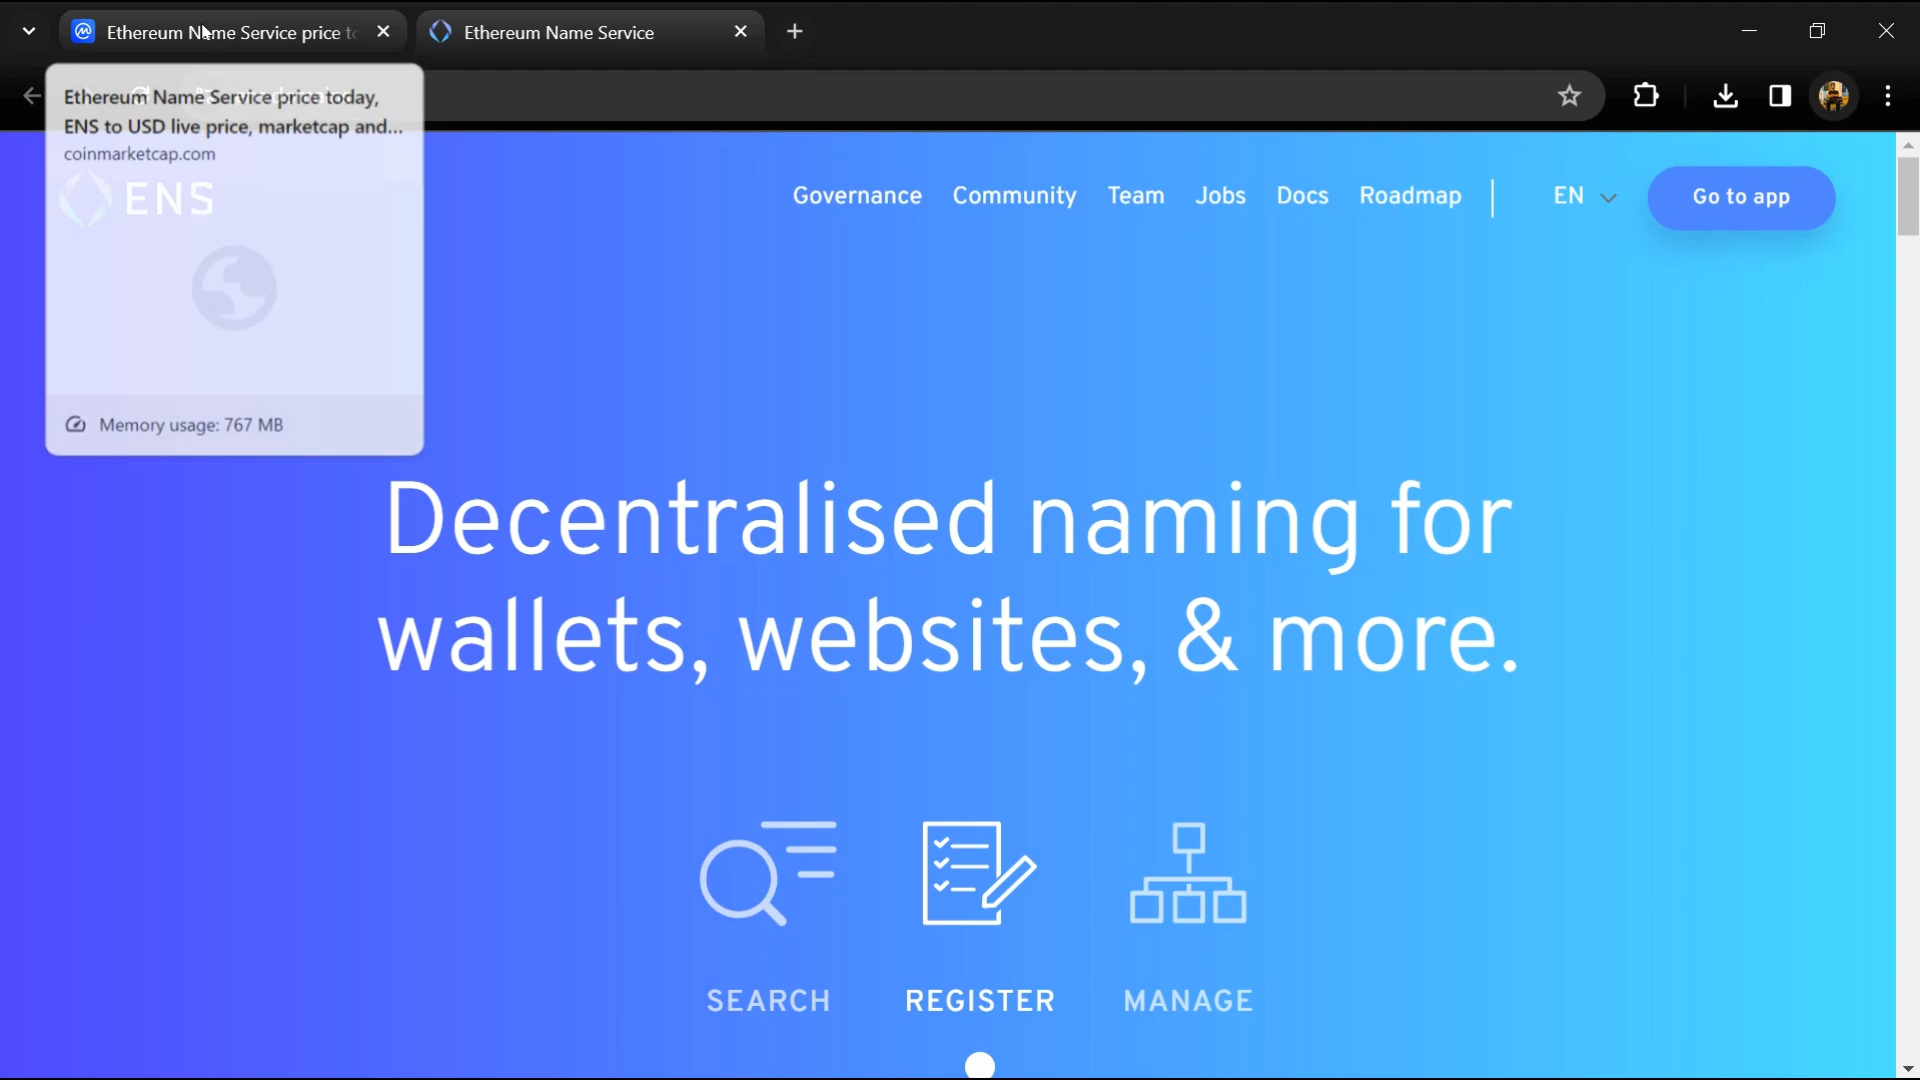 Ethereum Name Service price to
Ethereum Name Service
Ethereum Name Service price today,
ENS to USD live price, marketcap and...
coinmarketcap.com
ENS
Memory usage: 767 MB
Governance
Community
Team
Jobs
Docs
Roadmap
EN
Go to app
Decentralised naming for
wallets, websites, & more.
SEARCH
REGISTER
MANAGE